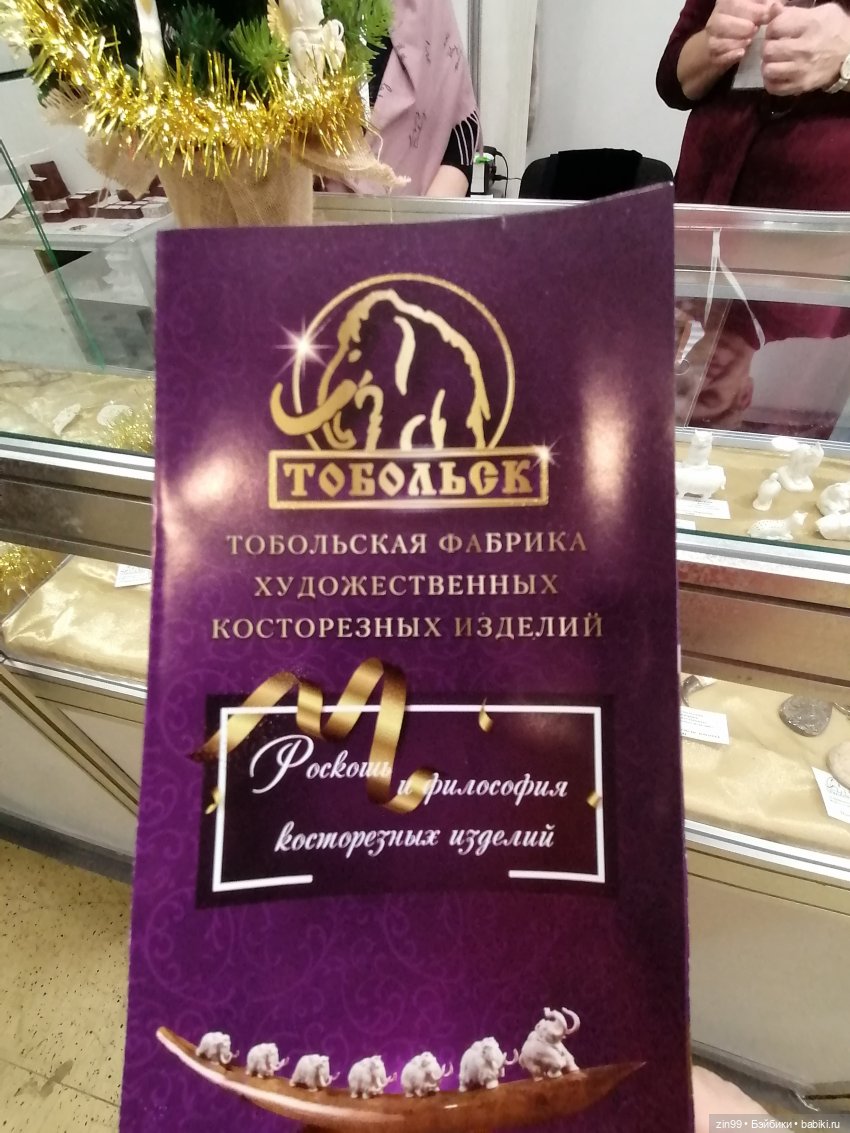 ТОБОЛЬСК
ТОБОЛЬСКАЯ ФАБРИКА
ХУДОЖЕСТВЕННЫХ
КОСТОРЕЗНЫХ ИЗДЕЛИЙ
Роскошь и философия
косторезных изделий
zin99 • Бэйбики • babiki.ru